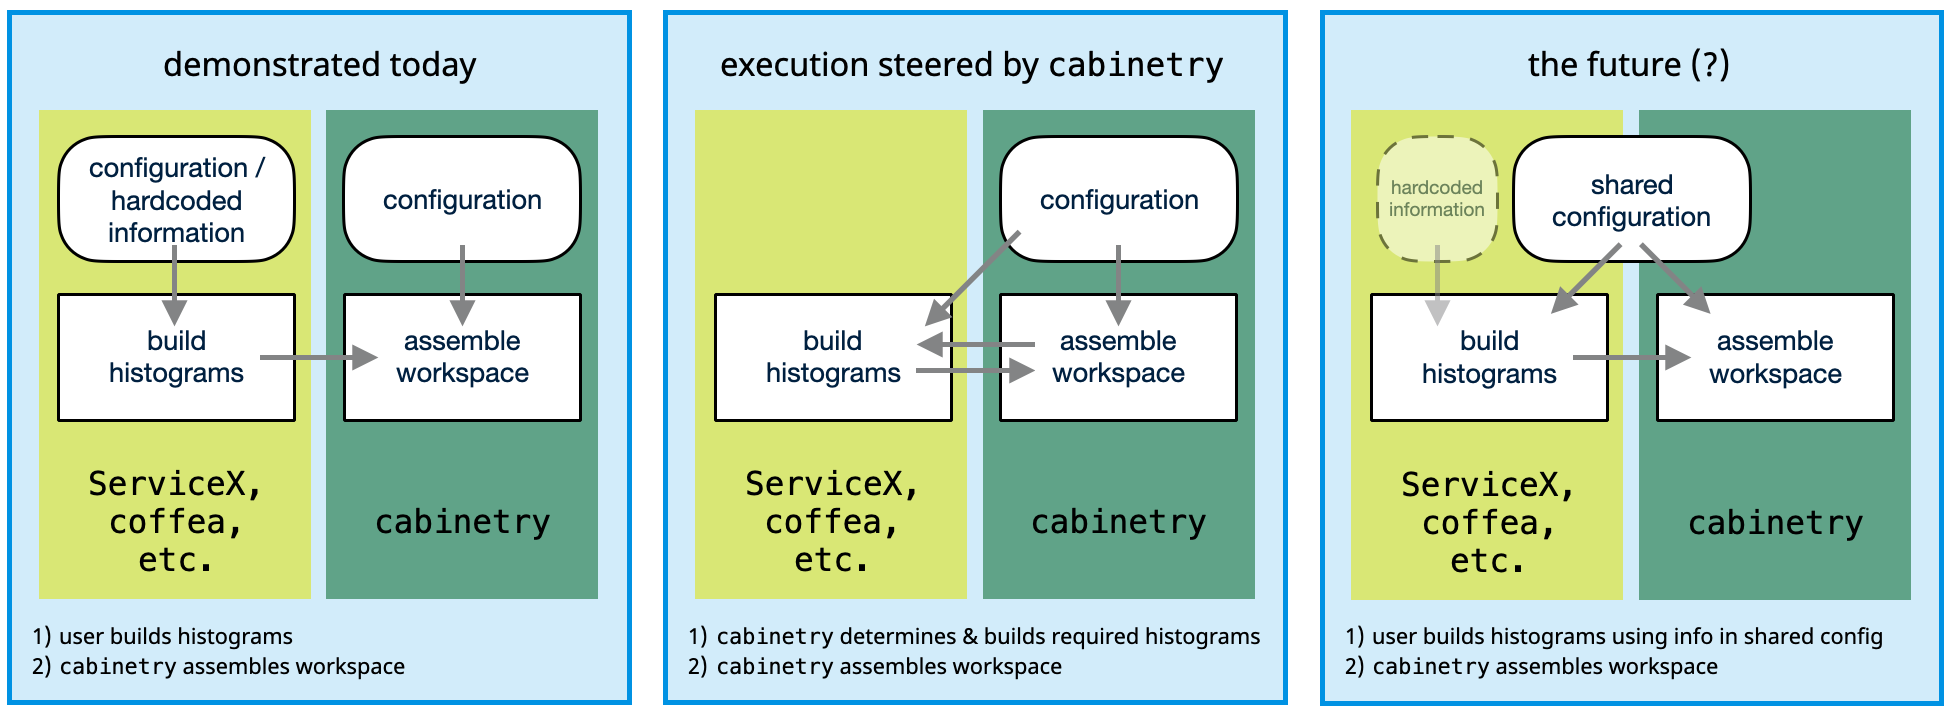 demonstrated today
configuration /
hardcoded
information
configuration
build
histograms
assemble
workspace
ServiceX,
coffea,
etc.
cabinetry
1) user builds histograms
2) cabinetry assembles workspace
execution steered by cabinetry
configuration
build
histograms
assemble
workspace
ServiceX,
coffea,
etc.
cabinetry
1) cabinetry determines & builds required histograms
2) cabinetry assembles workspace
the future (?)
hardcoded
information
shared
configuration
build
histograms
assemble
workspace
ServiceX,
coffea,
etc.
cabinetry
1) user builds histograms using info in shared config
2) cabinetry assembles workspace